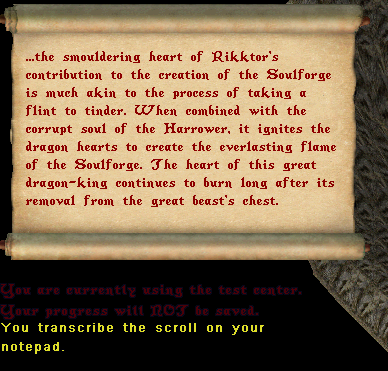 ...the smouldering heart of Rikktor's
contribution to the creation of the Soulforge
is much akin to the process of taking a
flint to tinder. When combined with the
corrupt soul of the Harrower, it ignites the
dragon hearts to create the everlasting flame
of the Soulforge. The heart of this great
dragon-king continues to burn long after its
removal from the great beast's chest.
You are currently using the test center.
Your progress will NOT be saved.
You transcribe the scroll on your
notepad.